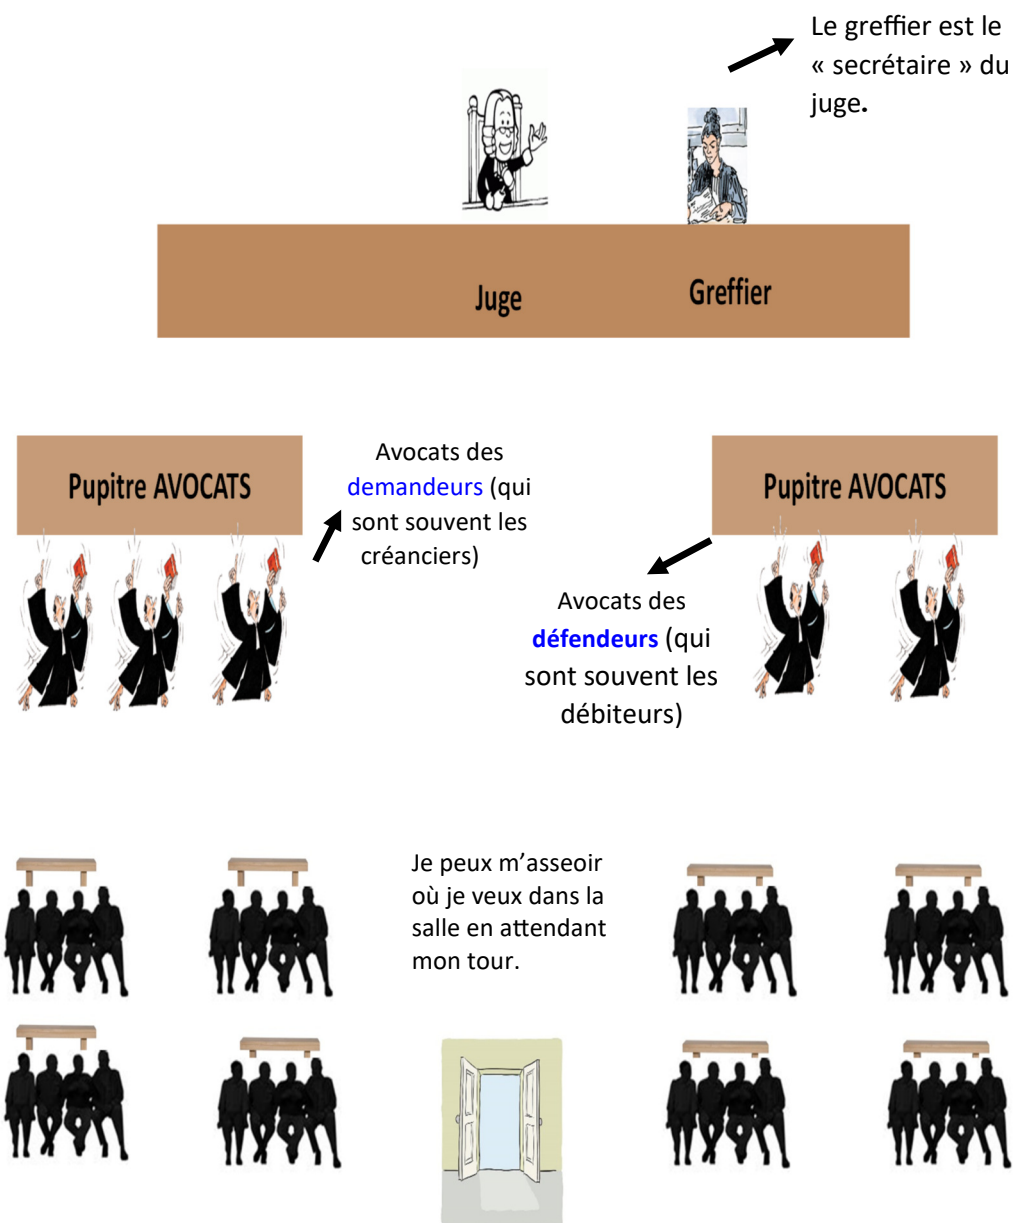 Le greffier est le
« secrétaire » du
juge.
Juge
Greffier
Pupitre AVOCATS
Avocats des
demandeurs (qui
sont souvent les
créanciers)
Pupitre AVOCATS
Avocats des
défendeurs (qui
sont souvent les
débiteurs)
Je peux m’asseoir
où je veux dans la
salle en attendant
mon tour.